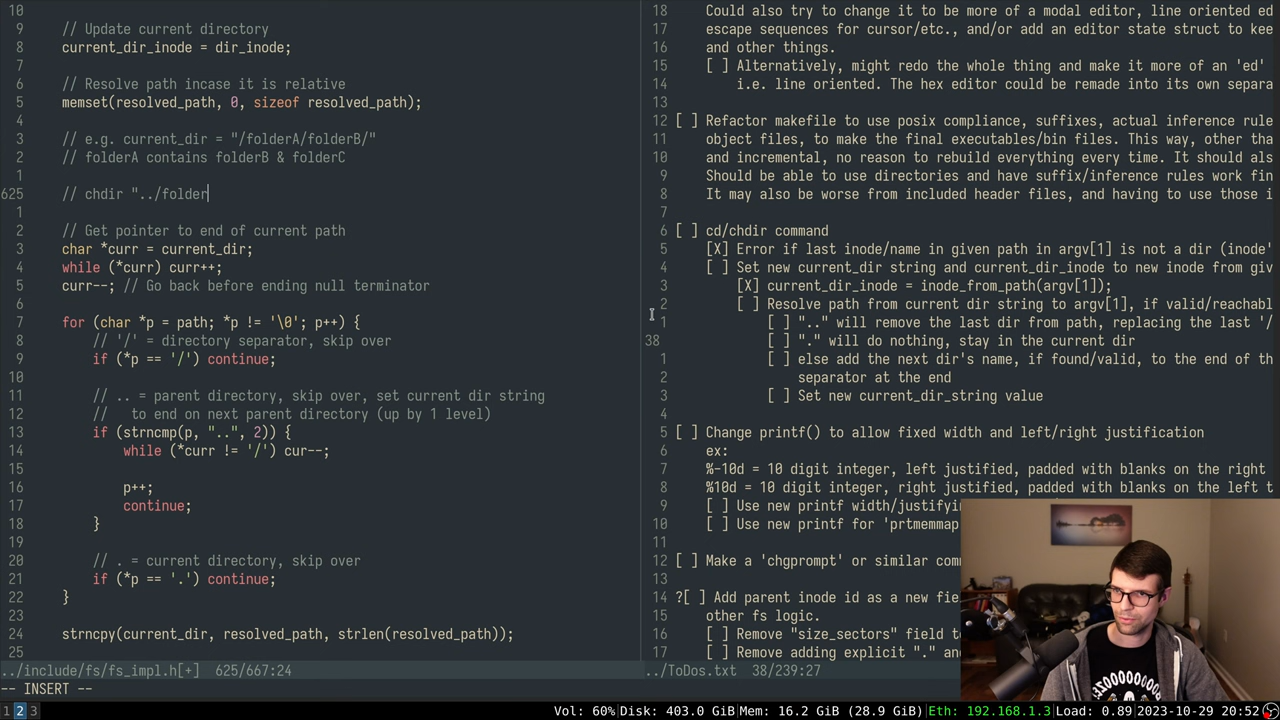 10
9 // Update current directory
8 current_dir_inode = dir_inode;
7
6 // Resolve path incase it is relative
5 memset(resolved_path, 0, sizeof resolved_path);
4
3 // e.g. current_dir = "/folderA/folderB/"
2 // folderA contains folderB & folderC
1
625 // chdir "../folder
1
2 // Get pointer to end of current path
3 char *curr = current_dir;
4 while (*curr) curr++;
5 curr--; // Go back before ending null terminator
6
7 for (char *p = path; *p != '\0'; p++) {
8 // '/' = directory separator, skip over
9 if (*p == '/') continue;
10
11 // .. = parent directory, skip over, set current dir string
12 // to end on next parent directory (up by 1 level)
13 if (strncmp(p, "..", 2)) {
14 while (*curr != '/') cur--;
15
16 p++;
17 continue;
18 }
19
20 // . = current directory, skip over
21 if (*p == '.') continue;
22 }
23
24 strncpy(current_dir, resolved_path, strlen(resolved_path));
25
../include/fs/fs_impl.h[+] 625/667:24
-- INSERT --
18 Could also try to change it to be more of a modal editor, line oriented ed
17 escape sequences for cursor/etc., and/or add an editor state struct to kee
16 and other things.
15 [ ] Alternatively, might redo the whole thing and make it more of an 'ed'
14 i.e. line oriented. The hex editor could be remade into its own separa
13
12 [ ] Refactor makefile to use posix compliance, suffixes, actual inference rule
11 object files, to make the final executables/bin files. This way, other tha
10 and incremental, no reason to rebuild everything every time. It should als
9 Should be able to use directories and have suffix/inference rules work fin
8 It may also be worse from included header files, and having to use those i
7
6 [ ] cd/chdir command
5 [X] Error if last inode/name in given path in argv[1] is not a dir (inode'
4 [ ] Set new current_dir string and current_dir_inode to new inode from giv
3 [X] current_dir_inode = inode_from_path(argv[1]);
2 [ ] Resolve path from current dir string to argv[1], if valid/reachabl
1 [ ] ".." will remove the last dir from path, replacing the last '/
38 [ ] "." will do nothing, stay in the current dir
1 [ ] else add the next dir's name, if found/valid, to the end of th
2 separator at the end
3 [ ] Set new current_dir_string value
4
5 [ ] Change printf() to allow fixed width and left/right justification
6 ex:
7 %-10d = 10 digit integer, left justified, padded with blanks on the right
8 %10d = 10 digit integer, right justified, padded with blanks on the left t
9 [ ] Use new printf width/justifyin
10 [ ] Use new printf for 'prtmemmap
11
12 [ ] Make a 'chgprompt' or similar com
13
14 ?[ ] Add parent inode id as a new fie
15 other fs logic.
16 [ ] Remove "size_sectors" field t
17 [ ] Remove adding explicit "." an
../ToDos.txt 38/239:27
1 2 3
Vol: 60% Disk: 403.0 GiB Mem: 16.2 GiB (28.9 GiB) Eth: 192.168.1.3 Load: 0.89 2023-10-29 20:52